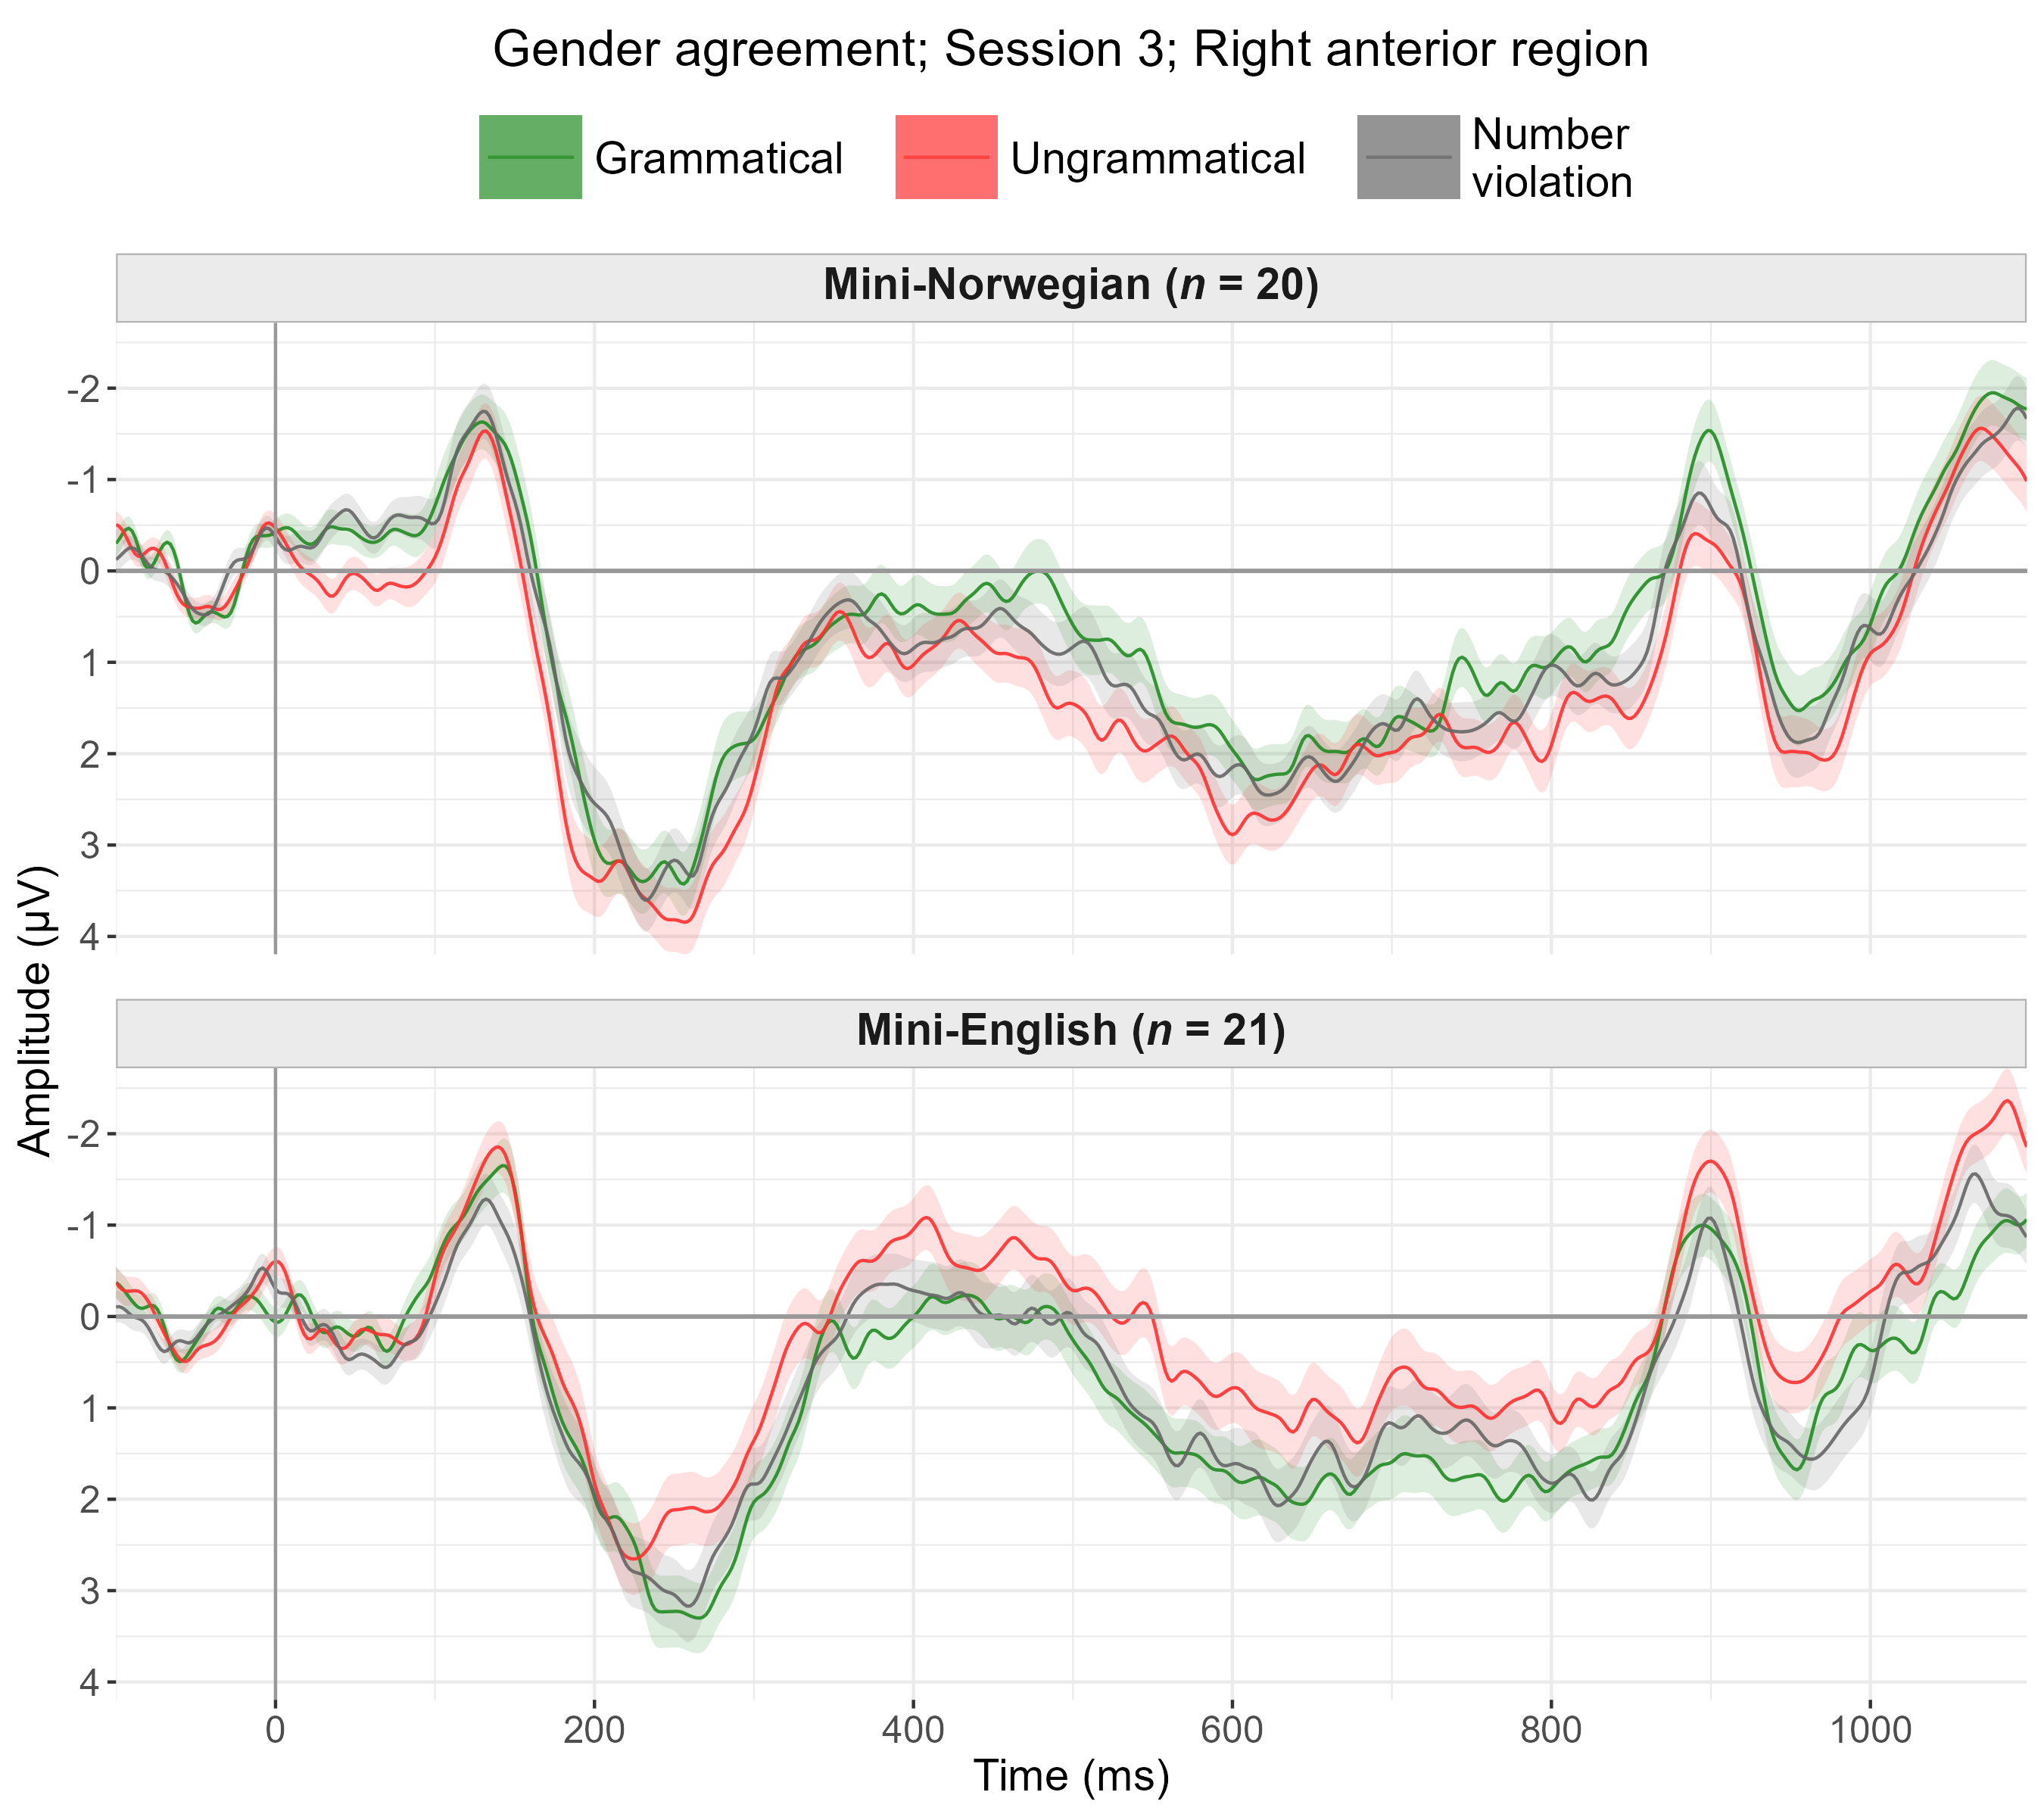 Gender agreement; Session 3; Right anterior region
Grammatical
Ungrammatical
Number
violation
Mini-Norwegian (n = 20)
-2
-1
0
1
2
3
4
Mini-English (n = 21)
-2
-1
0
1
2
3
4
0 200 400 600 800 1000
Time (ms)
Amplitude (µV)